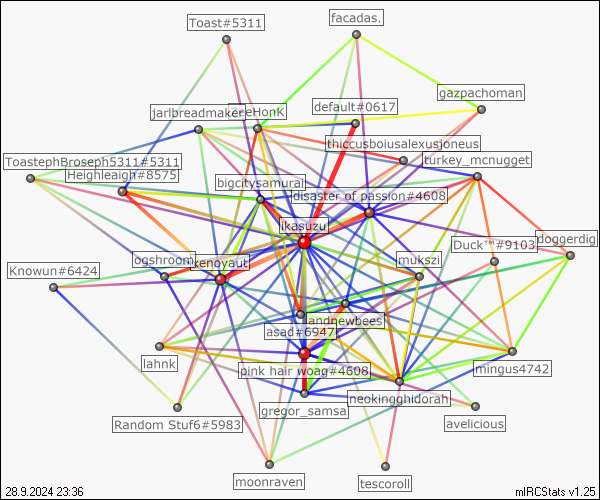 Toast#5311
facadas.
gazpachoman
jarlbreadmaker
creHonK
default#0617
thiccusboiusalexusjoneus
ToastephBroseph5311#5311
turkey_mcnugget
Heighleaigh#8575
bigcitysamurai
disaster of passion#4608
ikasuzu
Duck™#9103
doggerdig
ogshroom
xenovaut
mukszi
Knowun#6424
andnewbees
asad#6947
lahnk
pink hair woag#4608
mingus4742
neokingghidorah
gregor_samsa
Random Stuf6#5983
avelicious
moonraven
tescoroll
28.9.2024 23:36
mIRCStats v1.25